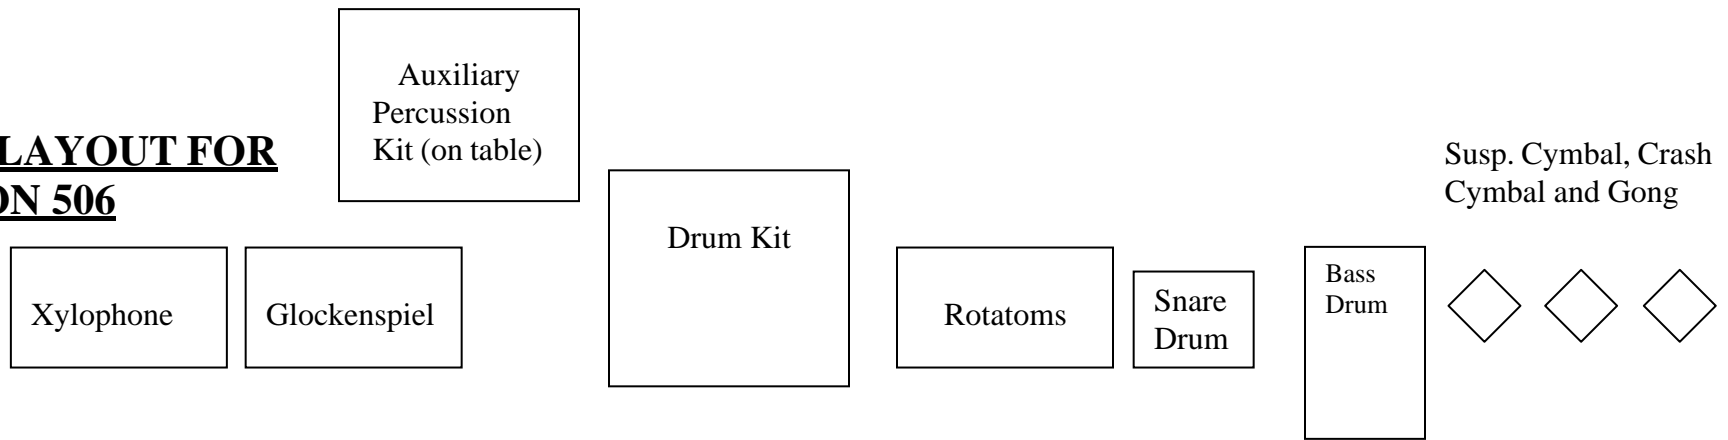 LAYOUT FOR
506
Auxiliary
Percussion
Kit (on table)
Xylophone
Glockenspiel
Drum Kit
Rotatoms
Snare
Drum
Bass
Drum
Susp. Cymbal, Crash
Cymbal and Gong